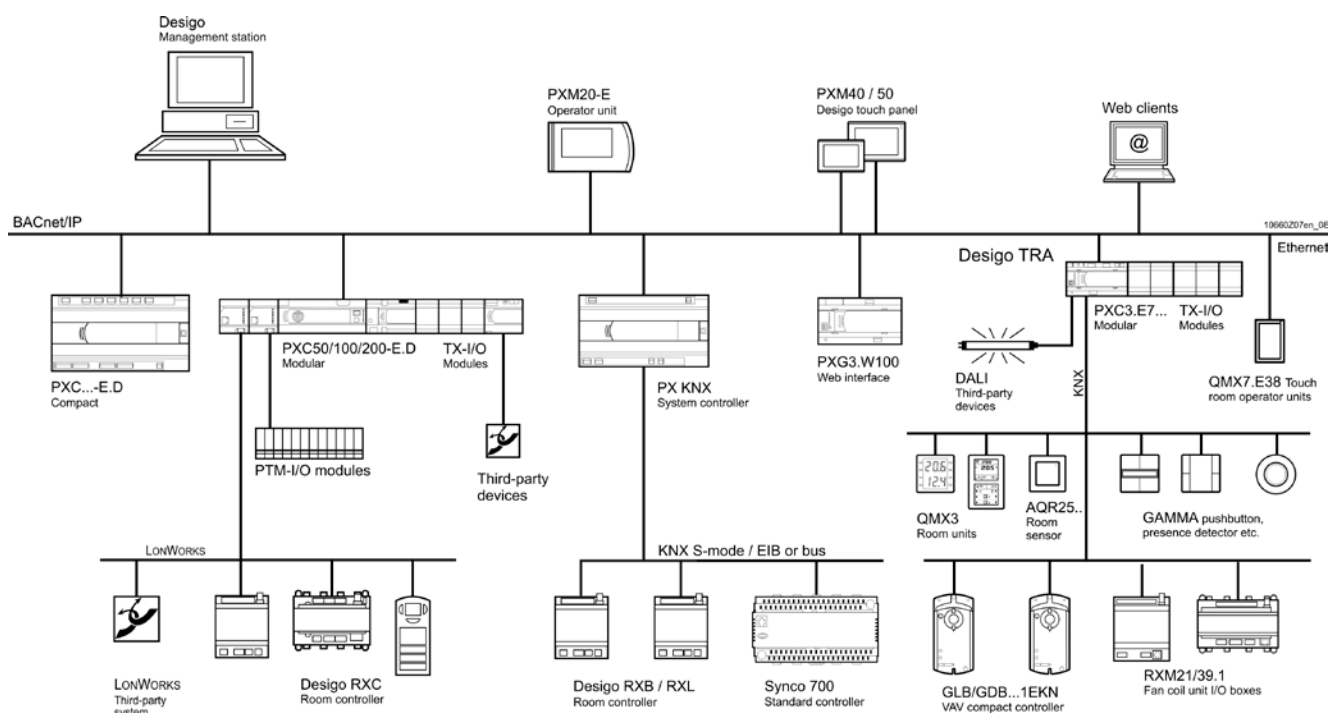 Desigo
Management station
PXM20-E
Operator unit
PXM40 / 50
Desigo touch panel
Web clients
@
BACnet/IP
10660Z07en_08
Ethernet
Desigo TRA
PXC...-E.D
Compact
PXC50/100/200-E.D
Modular
TX-I/O
Modules
PX KNX
System controller
PXG3.W100
Web interface
PXC3.E7...
Modular
TX-I/O
Modules
DALI
Third-party
devices
KNX
QMX7.E38 Touch
room operator units
PTM-I/O modules
Third-party
devices
20.6
12.4
QMX3
Room units
AQR25..
Room
sensor
GAMMA pushbutton,
presence detector etc.
LONWORKS
KNX S-mode / EIB or bus
LONWORKS
Third-party
system
Desigo RXC
Room controller
Desigo RXB / RXL
Room controller
Synco 700
Standard controller
GLB/GDB...1EKN
VAV compact controller
RXM21/39.1
Fan coil unit I/O boxes